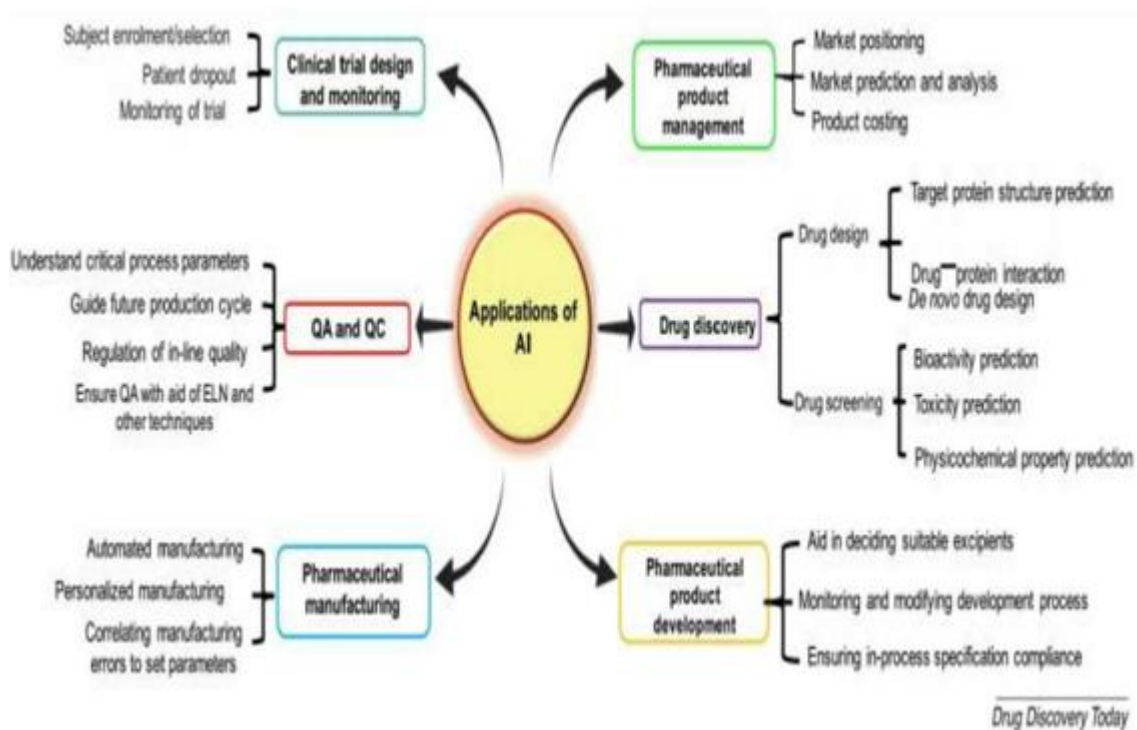 Subject enrolment/selection
Patient dropout
Monitoring of trial
Clinical trial design
and monitoring
Pharmaceutical
product
management
Market positioning
Market prediction and analysis
Product costing
Understand critical process parameters
Guide future production cycle
Regulation of in-line quality
Ensure QA with aid of ELN and
other techniques
QA and QC
Applications of
AI
Drug discovery
Drug design
Target protein structure prediction
Drug–protein interaction
De novo drug design
Drug screening
Bioactivity prediction
Toxicity prediction
Physicochemical property prediction
Automated manufacturing
Personalized manufacturing
Correlating manufacturing
errors to set parameters
Pharmaceutical
manufacturing
Pharmaceutical
product
development
Aid in deciding suitable excipients
Monitoring and modifying development process
Ensuring in-process specification compliance
Drug Discovery Today